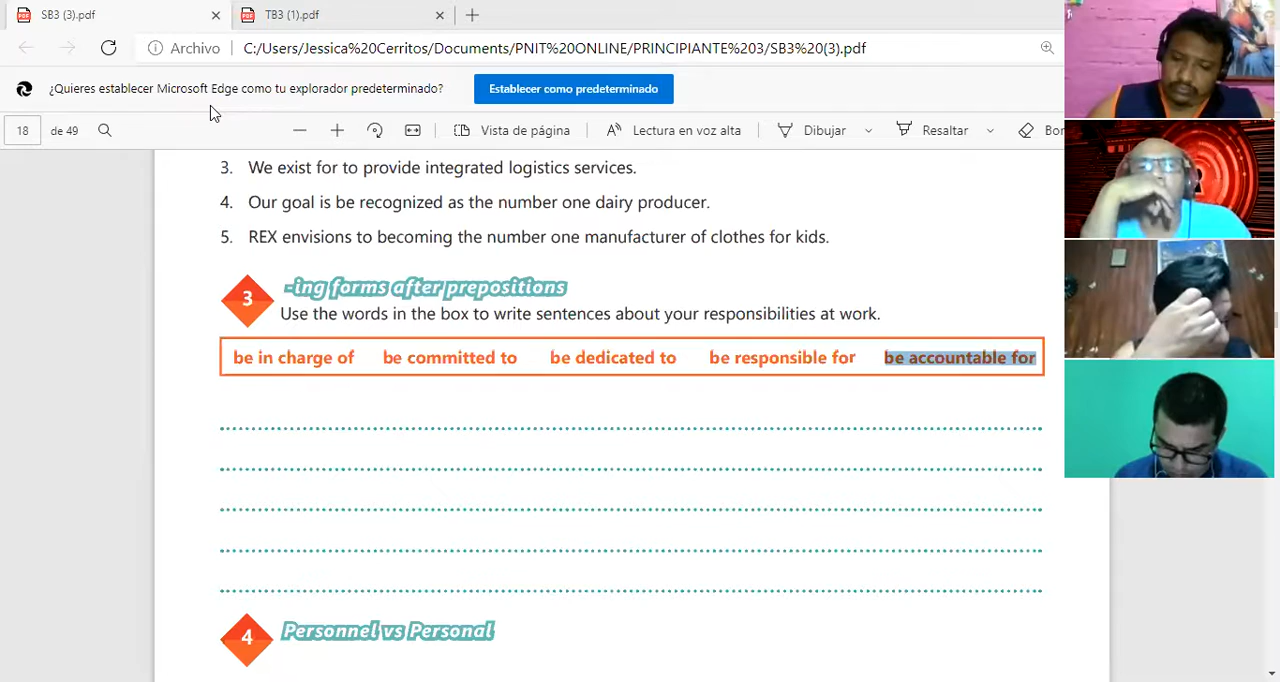 SB3 (3).pdf
TB3 (1).pdf
Archivo
C:/Users/Jessica%20Cerritos/Documents/PNIT%20ONLINE/PRINCIPIANTE%203/SB3%20(3).pdf
¿Quieres establecer Microsoft Edge como tu explorador predeterminado?
Establecer como predeterminado
18 de 49
Vista de página
Lectura en voz alta
Dibujar
Resaltar
3. We exist for to provide integrated logistics services.
4. Our goal is be recognized as the number one dairy producer.
5. REX envisions to becoming the number one manufacturer of clothes for kids.
3 -ing forms after prepositions
Use the words in the box to write sentences about your responsibilities at work.
be in charge of be committed to be dedicated to be responsible for be accountable for
4 Personnel vs Personal